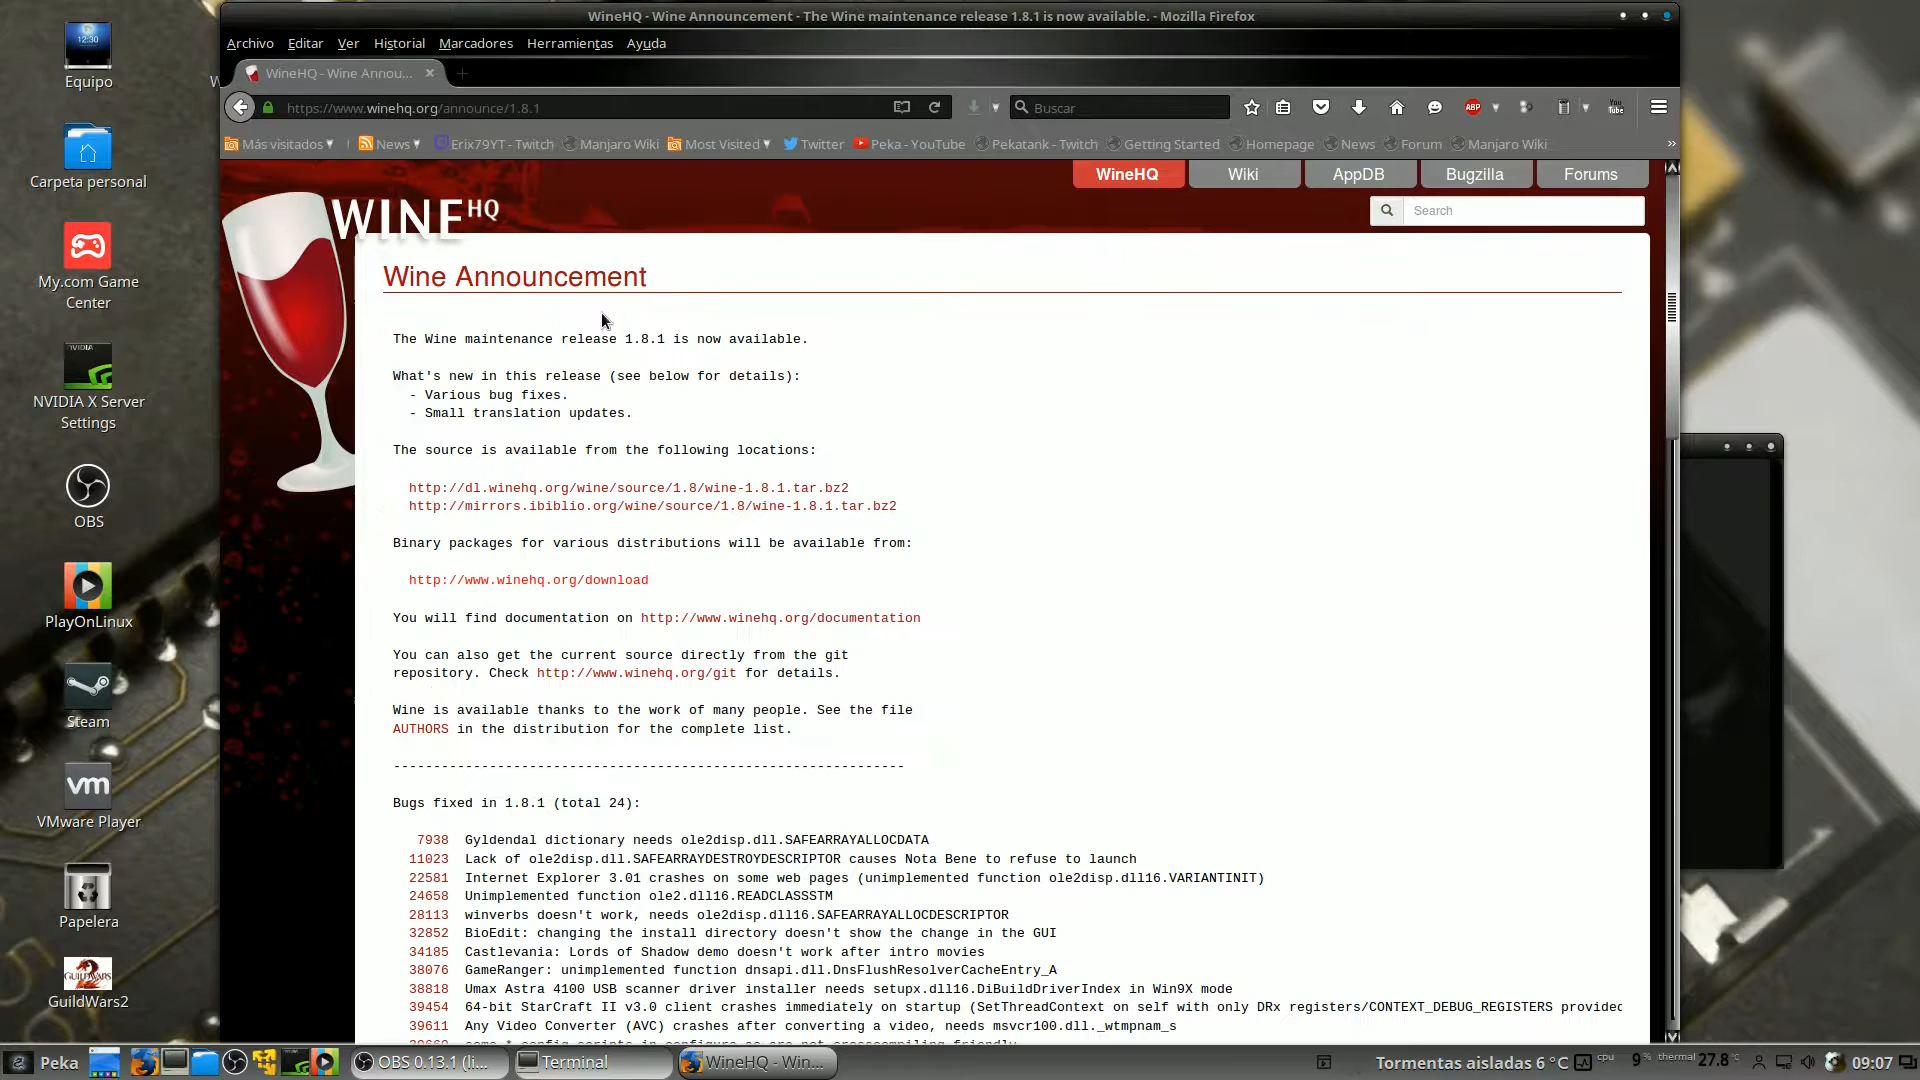 WineHQ - Wine Announcement - The Wine maintenance release 1.8.1 is now available. - Mozilla Firefox
Archivo Editar Ver Historial Marcadores Herramientas Ayuda
WineHQ - Wine Announ...
https://www.winehq.org/announce/1.8.1
Buscar
ABP
You Tube
Más visitados
News
Erix79YT - Twitch
Manjaro Wiki
Most Visited
Twitter
Peka - YouTube
Pekatank - Twitch
Getting Started
Homepage
News
Forum
Manjaro Wiki
WineHQ Wiki AppDB Bugzilla Forums
Search
WINE HQ
Wine Announcement
The Wine maintenance release 1.8.1 is now available.
What's new in this release (see below for details):
- Various bug fixes.
- Small translation updates.
The source is available from the following locations:
http://dl.winehq.org/wine/source/1.8/wine-1.8.1.tar.bz2
http://mirrors.ibiblio.org/wine/source/1.8/wine-1.8.1.tar.bz2
Binary packages for various distributions will be available from:
http://www.winehq.org/download
You will find documentation on http://www.winehq.org/documentation
You can also get the current source directly from the git
repository. Check http://www.winehq.org/git for details.
Wine is available thanks to the work of many people. See the file
AUTHORS in the distribution for the complete list.
----------------------------------------------------------------
Bugs fixed in 1.8.1 (total 24):
7938 Gyldendal dictionary needs ole2disp.dll.SAFEARRAYALLOCDATA
11023 Lack of ole2disp.dll.SAFEARRAYDESTROYDESCRIPTOR causes Nota Bene to refuse to launch
22581 Internet Explorer 3.01 crashes on some web pages (unimplemented function ole2disp.dll16.VARIANTINIT)
24658 Unimplemented function ole2.dll16.READCLASSSTM
28113 winverbs doesn't work, needs ole2disp.dll16.SAFEARRAYALLOCDESCRIPTOR
32852 BioEdit: changing the install directory doesn't show the change in the GUI
34185 Castlevania: Lords of Shadow demo doesn't work after intro movies
38076 GameRanger: unimplemented function dnsapi.dll.DnsFlushResolverCacheEntry_A
38818 Umax Astra 4100 USB scanner driver installer needs setupx.dll16.DiBuildDriverIndex in Win9X mode
39454 64-bit StarCraft II v3.0 client crashes immediately on startup (SetThreadContext on self with only DRx registers/CONTEXT_DEBUG_REGISTERS provided
39611 Any Video Converter (AVC) crashes after converting a video, needs msvcr100.dll._wtmpnam_s
12:30
Equipo
Carpeta personal
My.com Game
Center
NVIDIA
NVIDIA X Server
Settings
OBS
PlayOnLinux
Steam
vm
VMware Player
Papelera
GUILD WARS
GuildWars2
Peka
OBS 0.13.1 (li...
Terminal
WineHQ - Win...
Tormentas aisladas 6 °C
cpu 9 %
thermal 27.8 °C
09:07